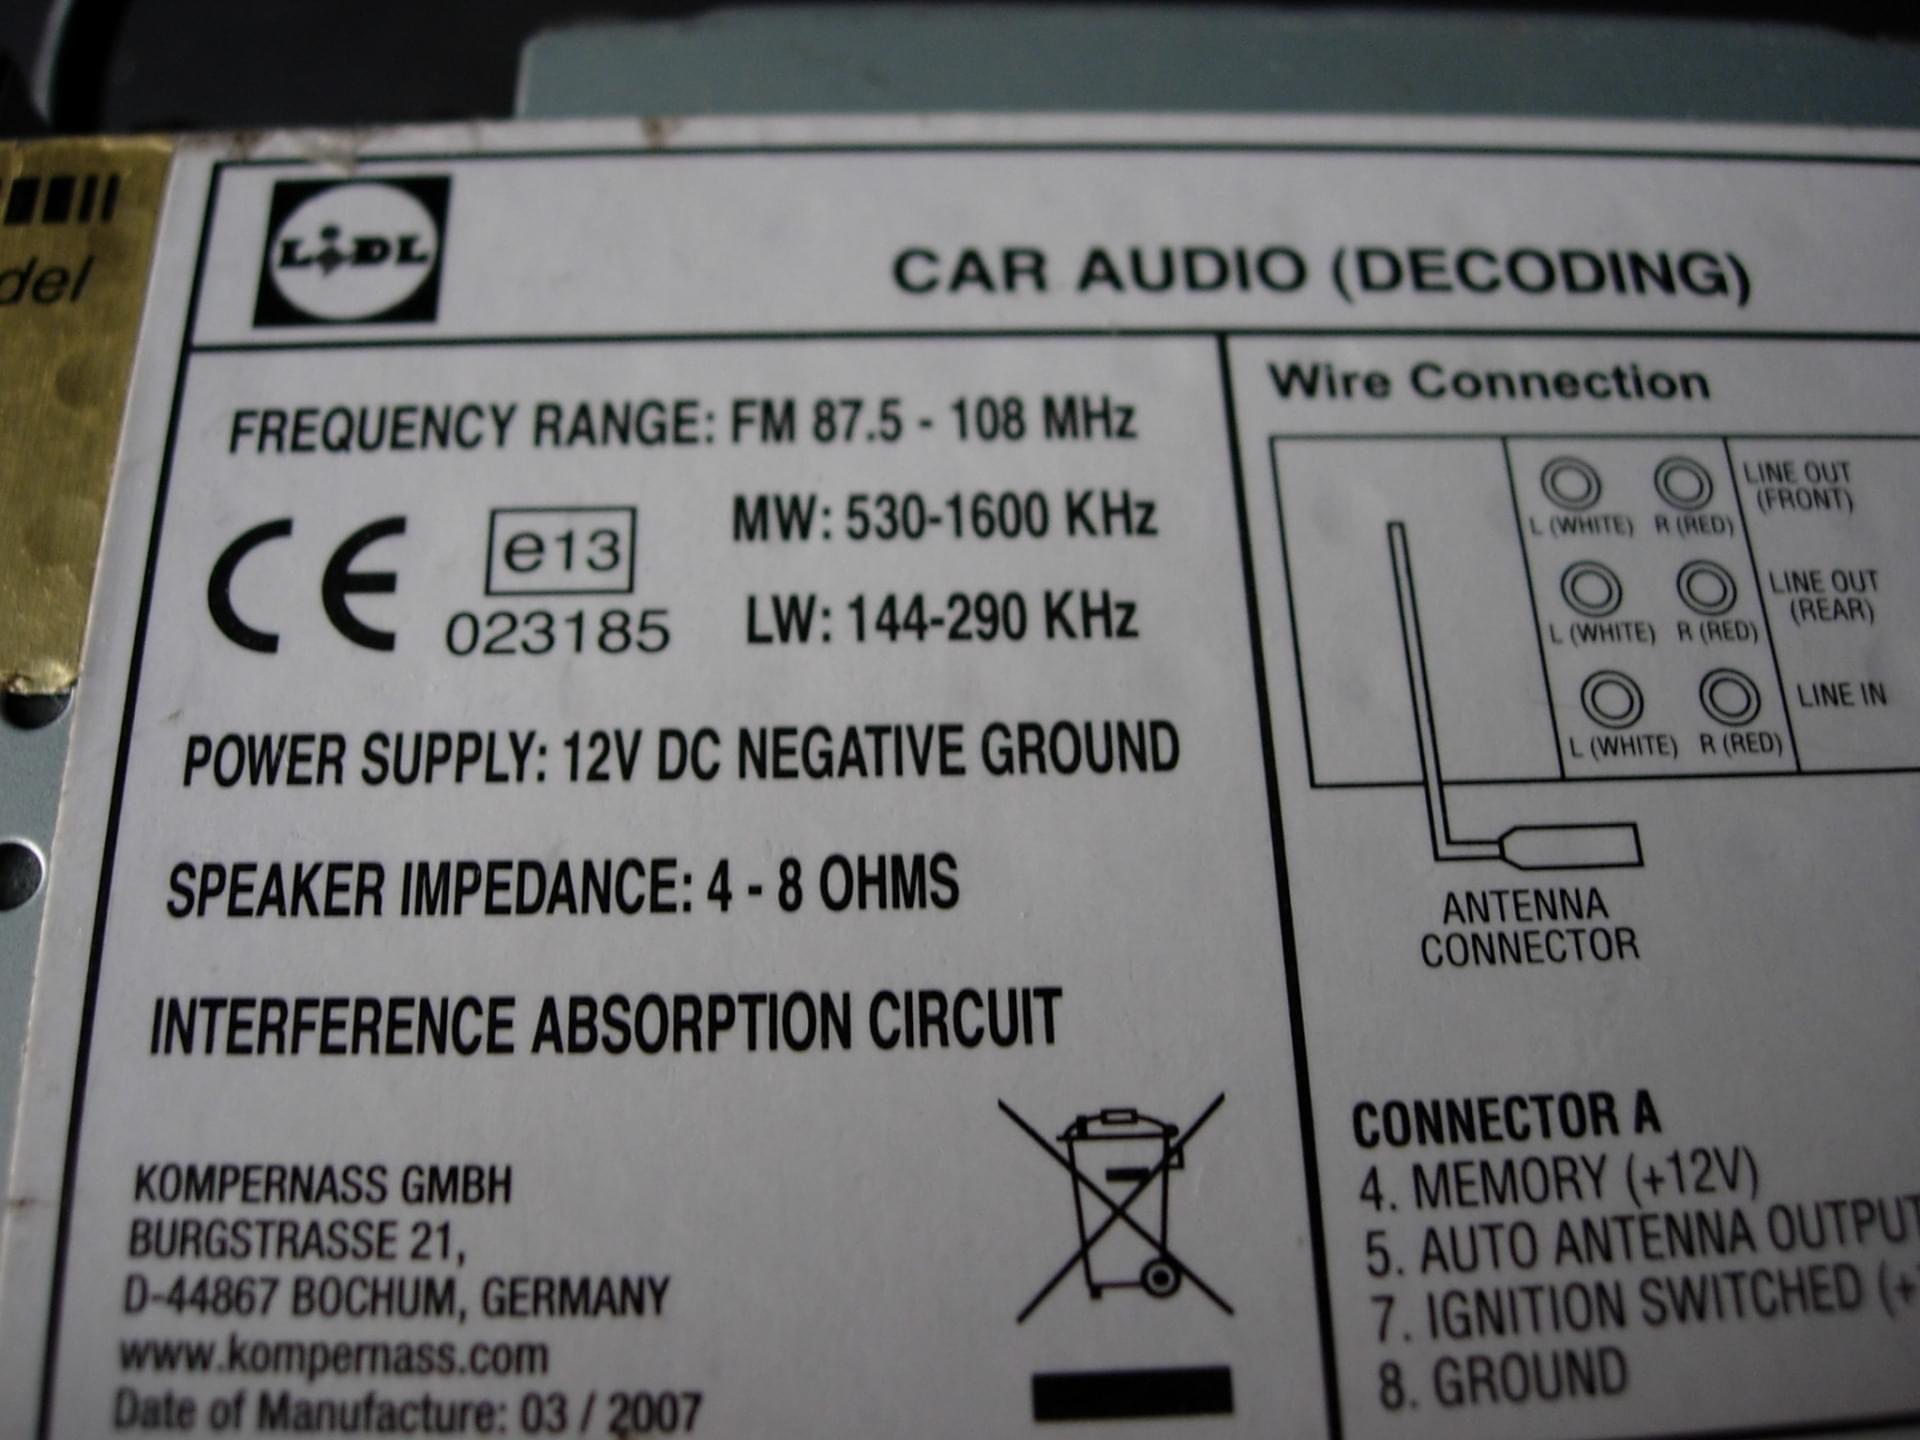 del
LiDL
CAR AUDIO (DECODING)
FREQUENCY RANGE: FM 87.5 - 108 MHz
MW: 530-1600 KHz
LW: 144-290 KHz
CE
e13
023185
POWER SUPPLY: 12V DC NEGATIVE GROUND
SPEAKER IMPEDANCE: 4 - 8 OHMS
INTERFERENCE ABSORPTION CIRCUIT
KOMPERNASS GMBH
BURGSTRASSE 21,
D-44867 BOCHUM, GERMANY
www.kompernass.com
Date of Manufacture: 03 / 2007
Wire Connection
L (WHITE) R (RED)
LINE OUT
(FRONT)
L (WHITE) R (RED)
LINE OUT
(REAR)
L (WHITE) R (RED)
LINE IN
ANTENNA
CONNECTOR
CONNECTOR A
4. MEMORY (+12V)
5. AUTO ANTENNA OUTPUT
7. IGNITION SWITCHED (+
8. GROUND